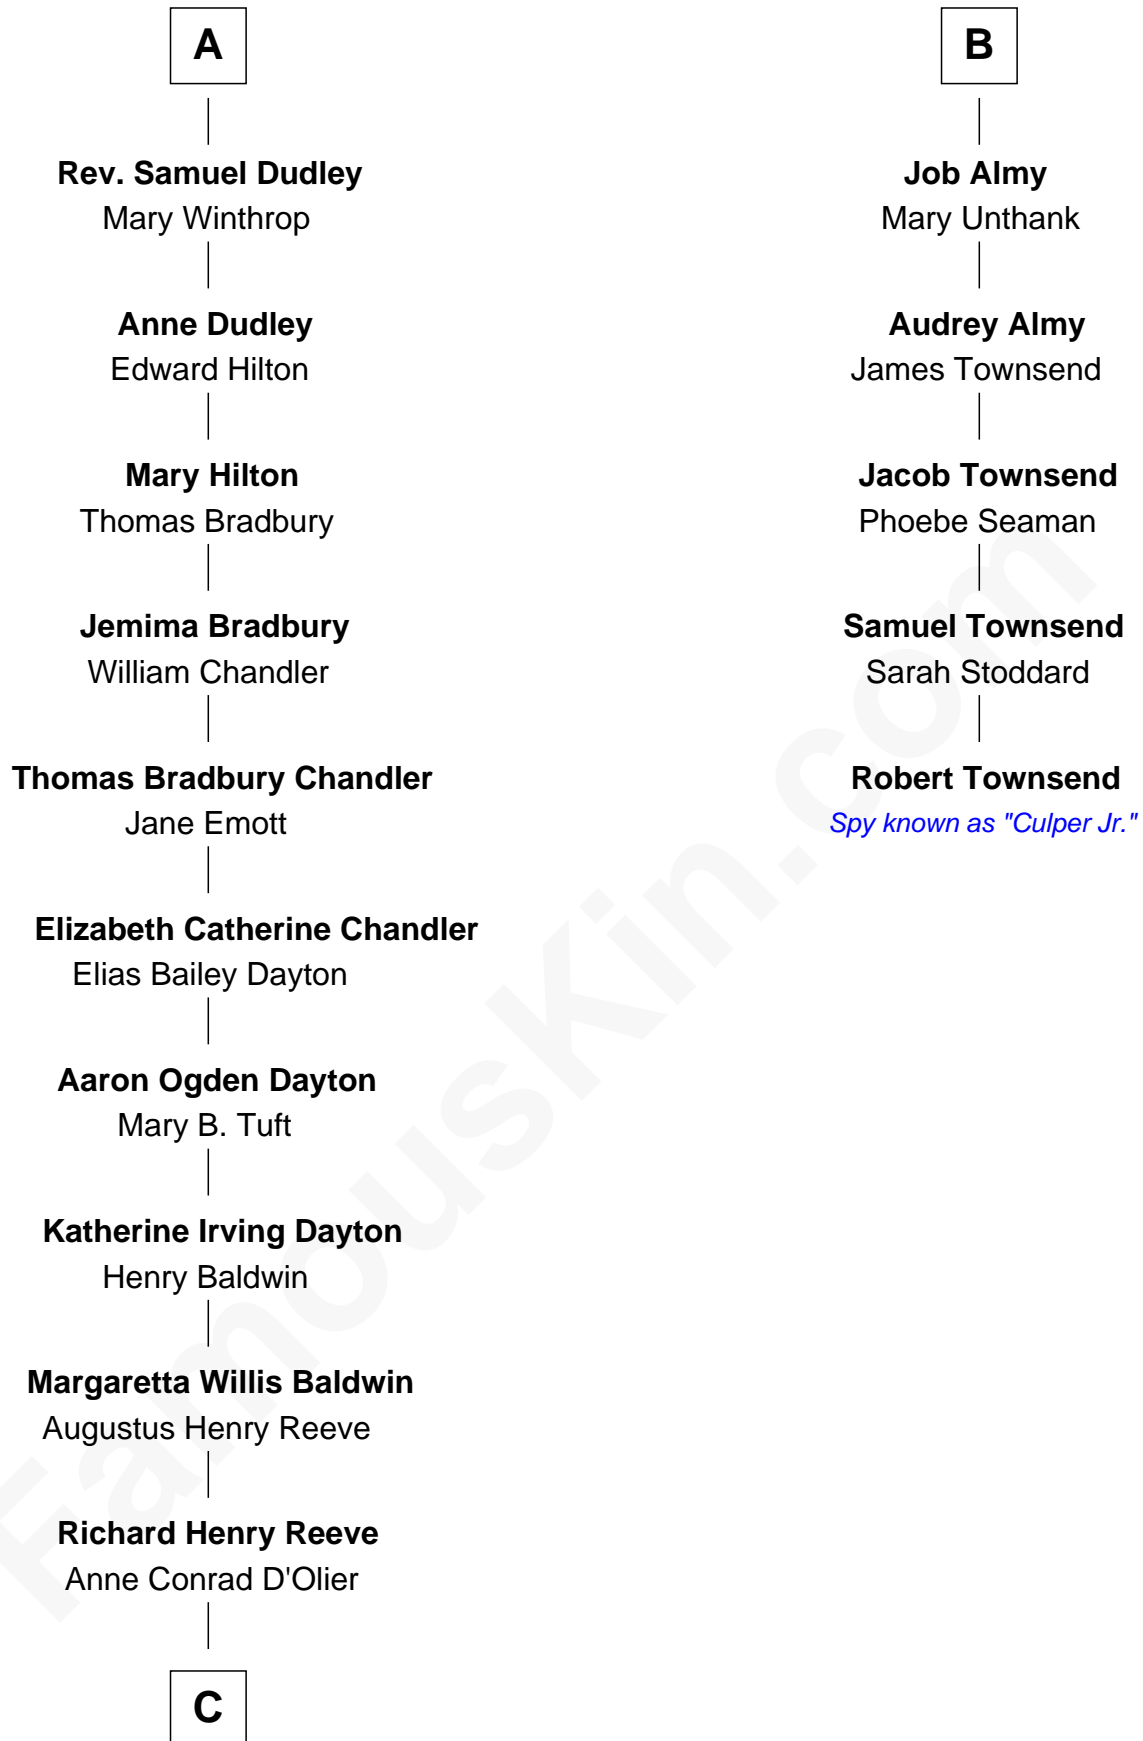 A
Rev. Samuel Dudley
Mary Winthrop
Anne Dudley
Edward Hilton
Mary Hilton
Thomas Bradbury
Jemima Bradbury
William Chandler
Thomas Bradbury Chandler
Jane Emott
Elizabeth Catherine Chandler
Elias Bailey Dayton
Aaron Ogden Dayton
Mary B. Tuft
Katherine Irving Dayton
Henry Baldwin
Margaretta Willis Baldwin
Augustus Henry Reeve
Richard Henry Reeve
Anne Conrad D'Olier
C
B
Job Almy
Mary Unthank
Audrey Almy
James Townsend
Jacob Townsend
Phoebe Seaman
Samuel Townsend
Sarah Stoddard
Robert Townsend
Spy known as "Culper Jr."
FamousKin.com